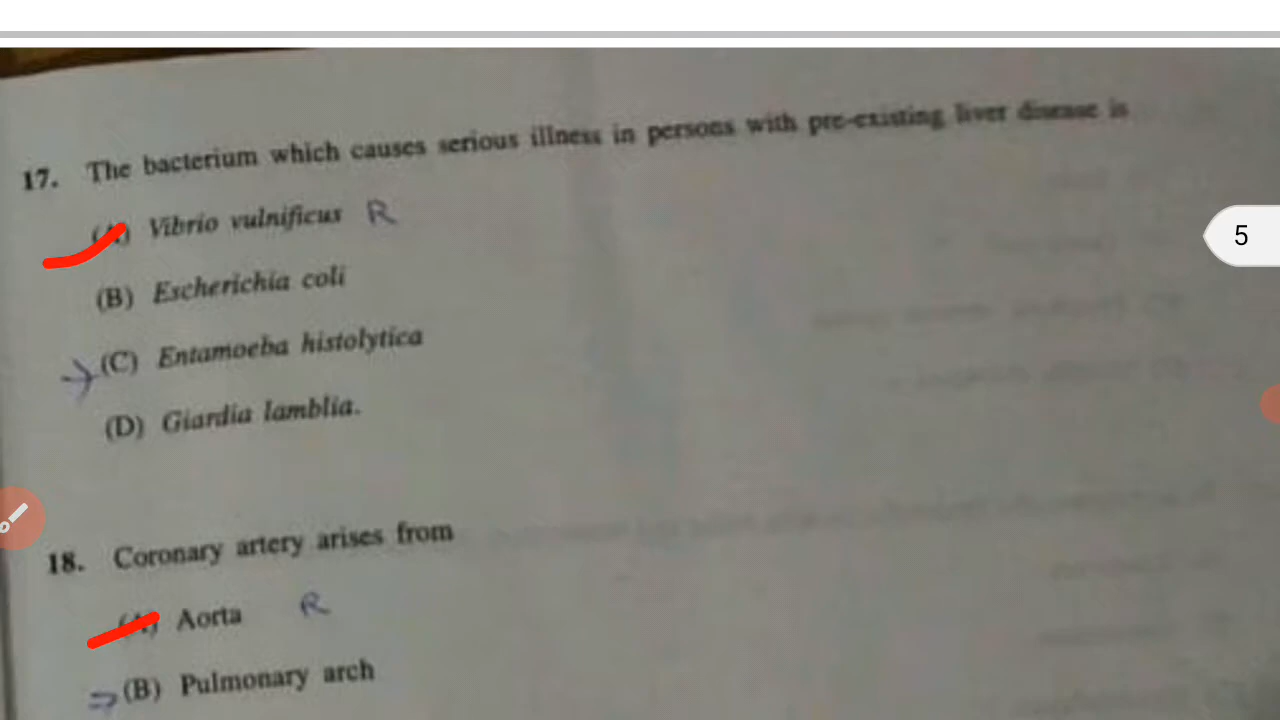 17. The bacterium which causes serious illness in persons with pre-existing liver disease is
(A) Vibrio vulnificus R
(B) Escherichia coli
(C) Entamoeba histolytica
(D) Giardia lamblia.
5
18. Coronary artery arises from
(A) Aorta R
(B) Pulmonary arch